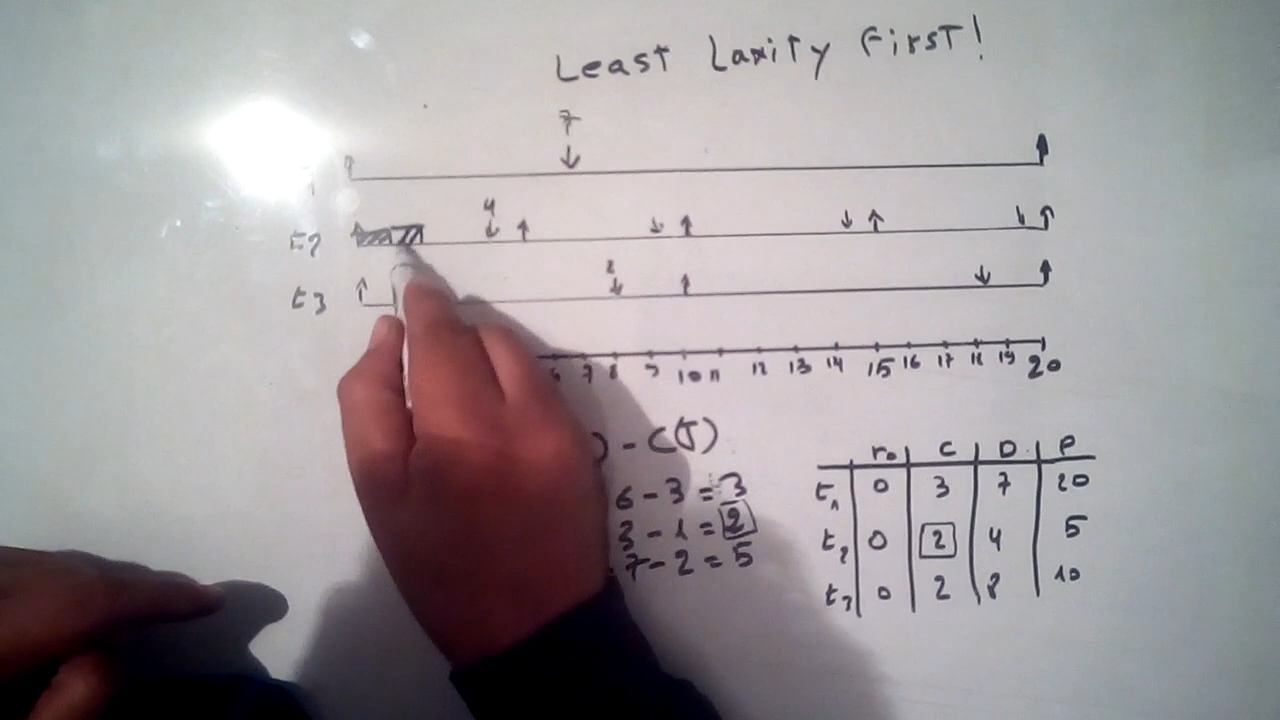 Least Laxity First!
7
4
t2
8
t3
7 8 9 10 11 12 13 14 15 16 17 18 19 20
) - C(J)
6 - 3 = 3
3 - 1 = 2
7 - 2 = 5
r0 C D P
t1 0 3 7 20
t2 0 2 4 5
t3 0 2 8 10